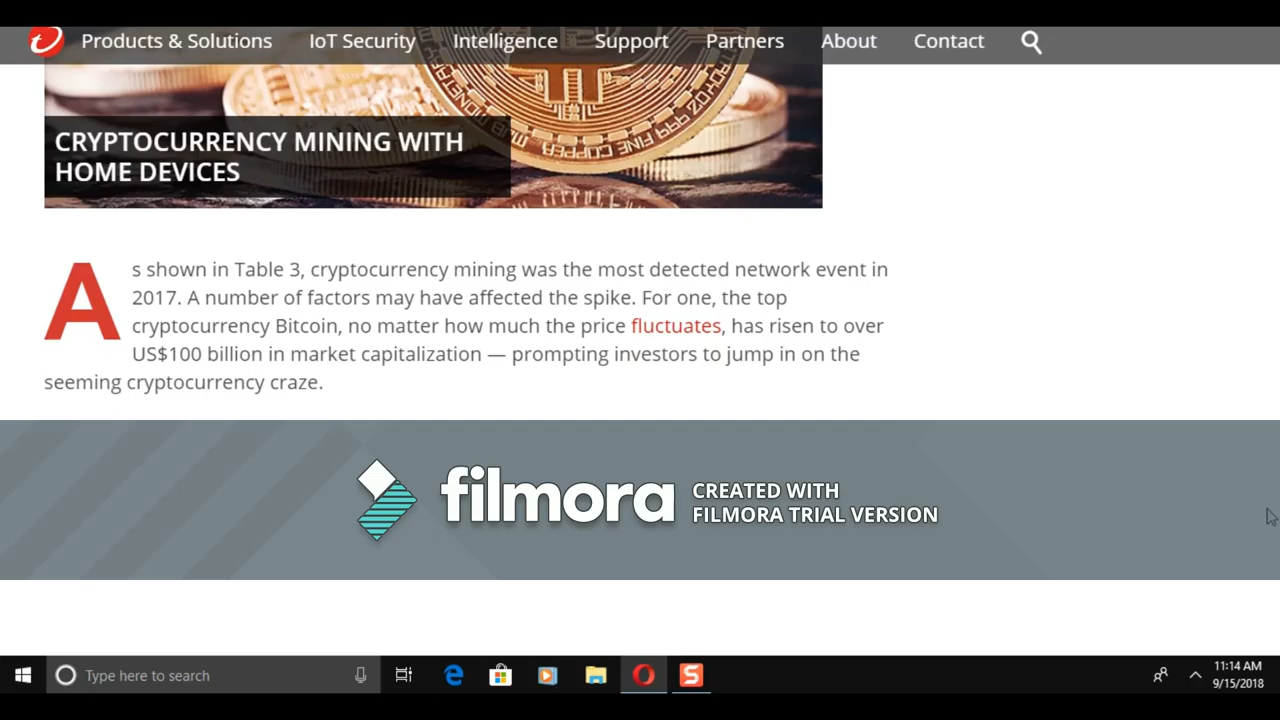 Products & Solutions IoT Security Intelligence Support Partners About Contact
CRYPTOCURRENCY MINING WITH
HOME DEVICES
As shown in Table 3, cryptocurrency mining was the most detected network event in
2017. A number of factors may have affected the spike. For one, the top
cryptocurrency Bitcoin, no matter how much the price fluctuates, has risen to over
US$100 billion in market capitalization — prompting investors to jump in on the
seeming cryptocurrency craze.
filmora CREATED WITH
FILMORA TRIAL VERSION
Type here to search
11:14 AM
9/15/2018